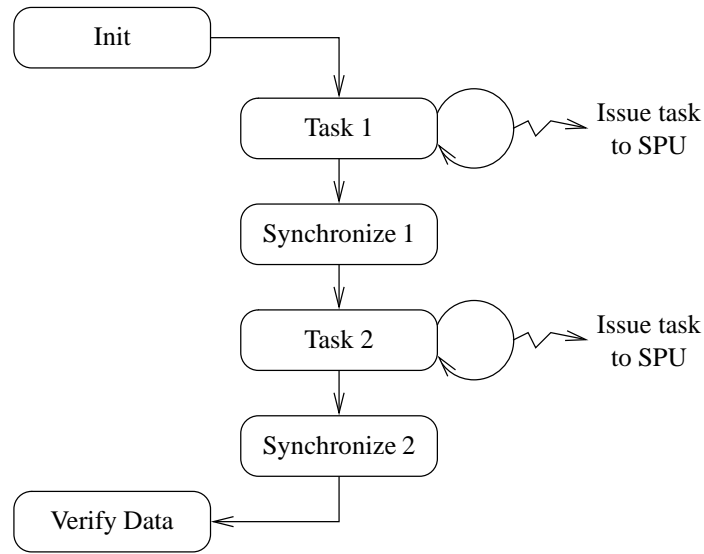 Init
Task 1
Issue task
to SPU
Synchronize 1
Task 2
Issue task
to SPU
Synchronize 2
Verify Data